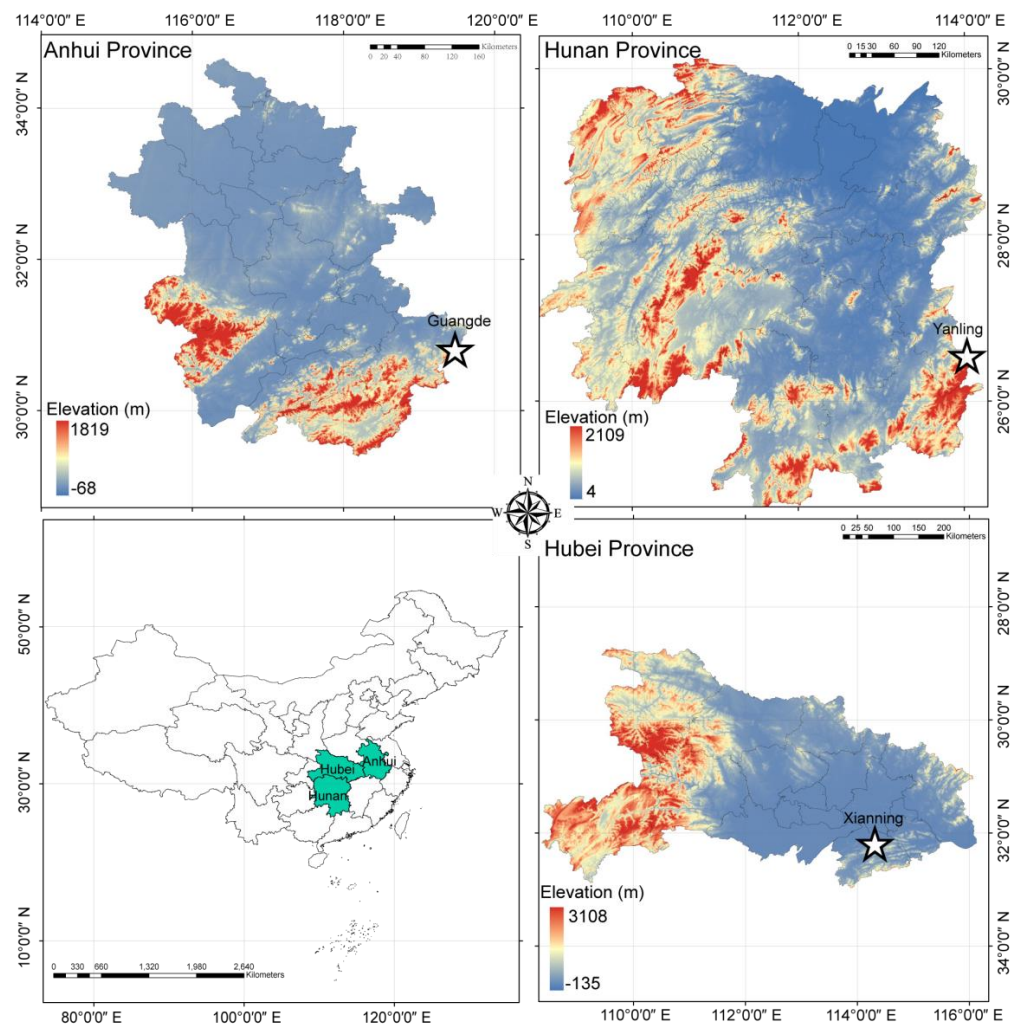 114°0'0" E
116°0'0" E
118°0'0" E
120°0'0" E
110°0'0" E
112°0'0" E
114°0'0" E
Anhui Province
Kilometers
0 20 40 80 120 160
34°0'0" N
32°0'0" N
30°0'0" N
Guangde
Elevation (m)
1819
-68
Hunan Province
Kilometers
0 15 30 60 90 120
30°0'0" N
28°0'0" N
26°0'0" N
Yanling
Elevation (m)
2109
4
N
W
E
S
50°0'0" N
30°0'0" N
10°0'0" N
Hubei
Anhui
Hunan
0 330 660 1,320 1,980 2,640
Kilometers
80°0'0" E
100°0'0" E
120°0'0" E
Hubei Province
0 25 50 100 150 200
Kilometers
28°0'0" N
30°0'0" N
32°0'0" N
34°0'0" N
Xianning
Elevation (m)
3108
-135
110°0'0" E
112°0'0" E
114°0'0" E
116°0'0" E